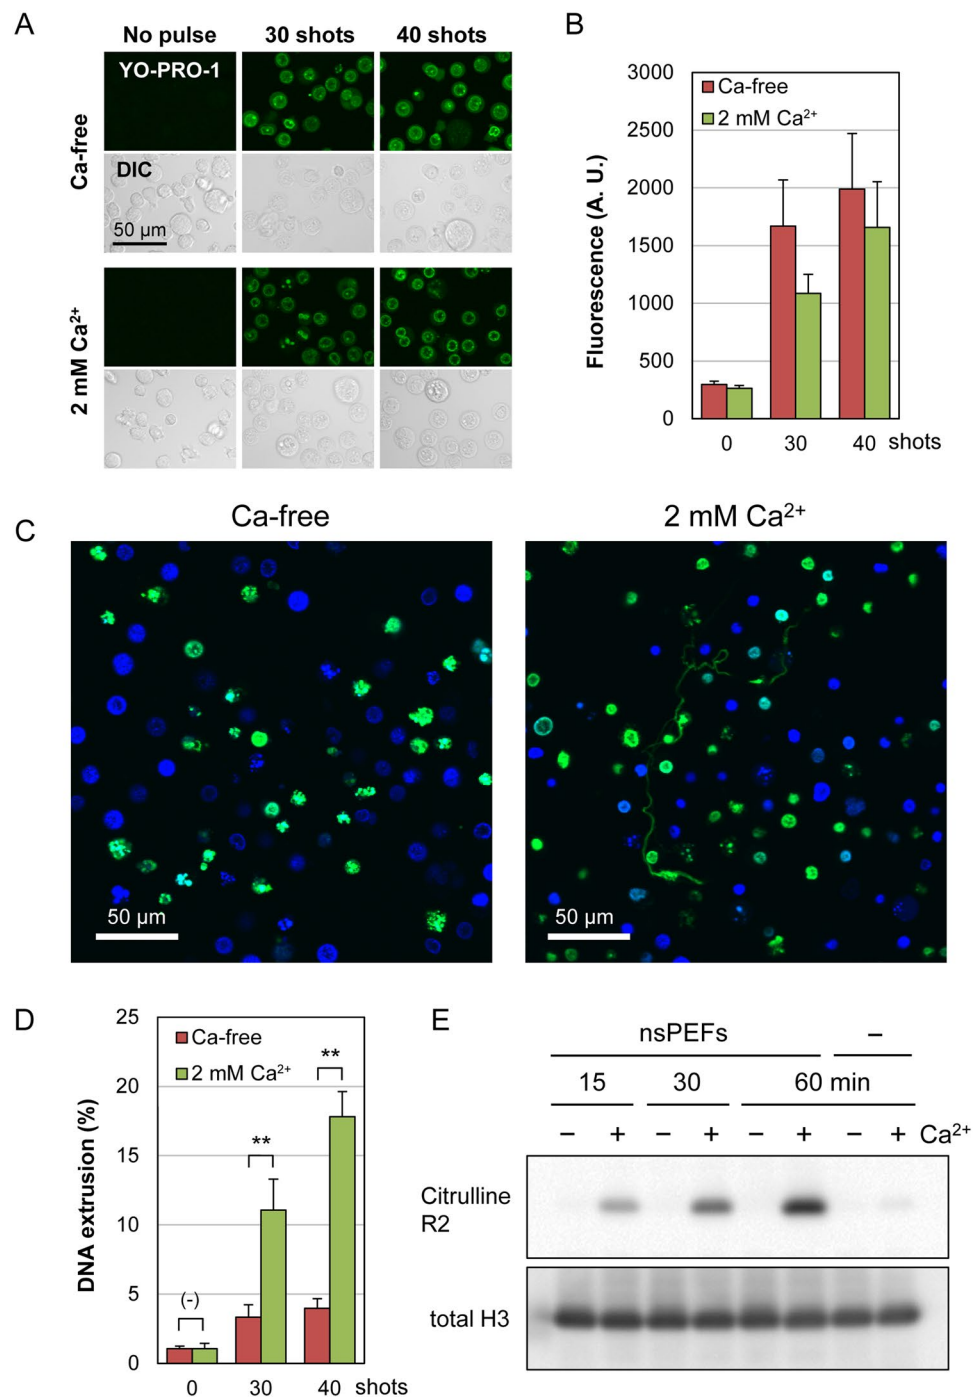 A
No pulse 30 shots 40 shots
YO-PRO-1
Ca-free
DIC
50 µm
2 mM Ca²⁺
B
3000
Ca-free
2 mM Ca²⁺
2500
2000
1500
1000
500
0
Fluorescence (A. U.)
0 30 40 shots
C
Ca-free 2 mM Ca²⁺
50 µm 50 µm
D
25
Ca-free
2 mM Ca²⁺
20
15
10
5
0
** **
(-)
DNA extrusion (%)
0 30 40 shots
E
nsPEFs −
15 30 60 min
− + − + − + − + Ca²⁺
Citrulline
R2
total H3